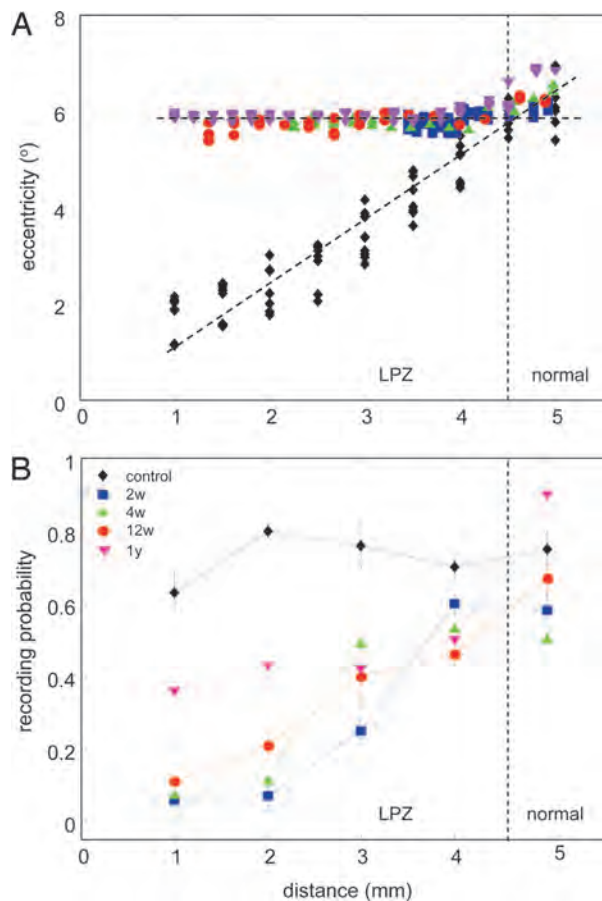 A
8
6
4
2
0
eccentricity (°)
LPZ
normal
0
1
2
3
4
5
B
1
0.8
0.6
0.4
0.2
0
recording probability
control
2w
4w
12w
1y
LPZ
normal
0
1
2
3
4
5
distance (mm)